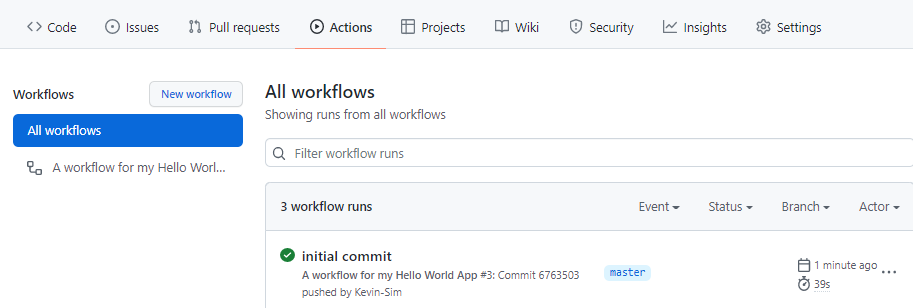 Code Issues Pull requests Actions Projects Wiki Security Insights Settings
Workflows New workflow
All workflows
A workflow for my Hello Worl...
All workflows
Showing runs from all workflows
Filter workflow runs
3 workflow runs Event Status Branch Actor
initial commit
A workflow for my Hello World App #3: Commit 6763503
pushed by Kevin-Sim
master
1 minute ago
39s